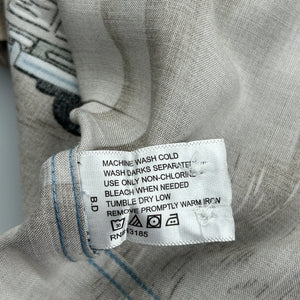 MACHINE WASH COLD
WASH DARKS SEPARATE
USE ONLY NON-CHLORINE
BLEACH WHEN NEEDED
TUMBLE DRY LOW
REMOVE PROMPTLY WARM IRON
B.D